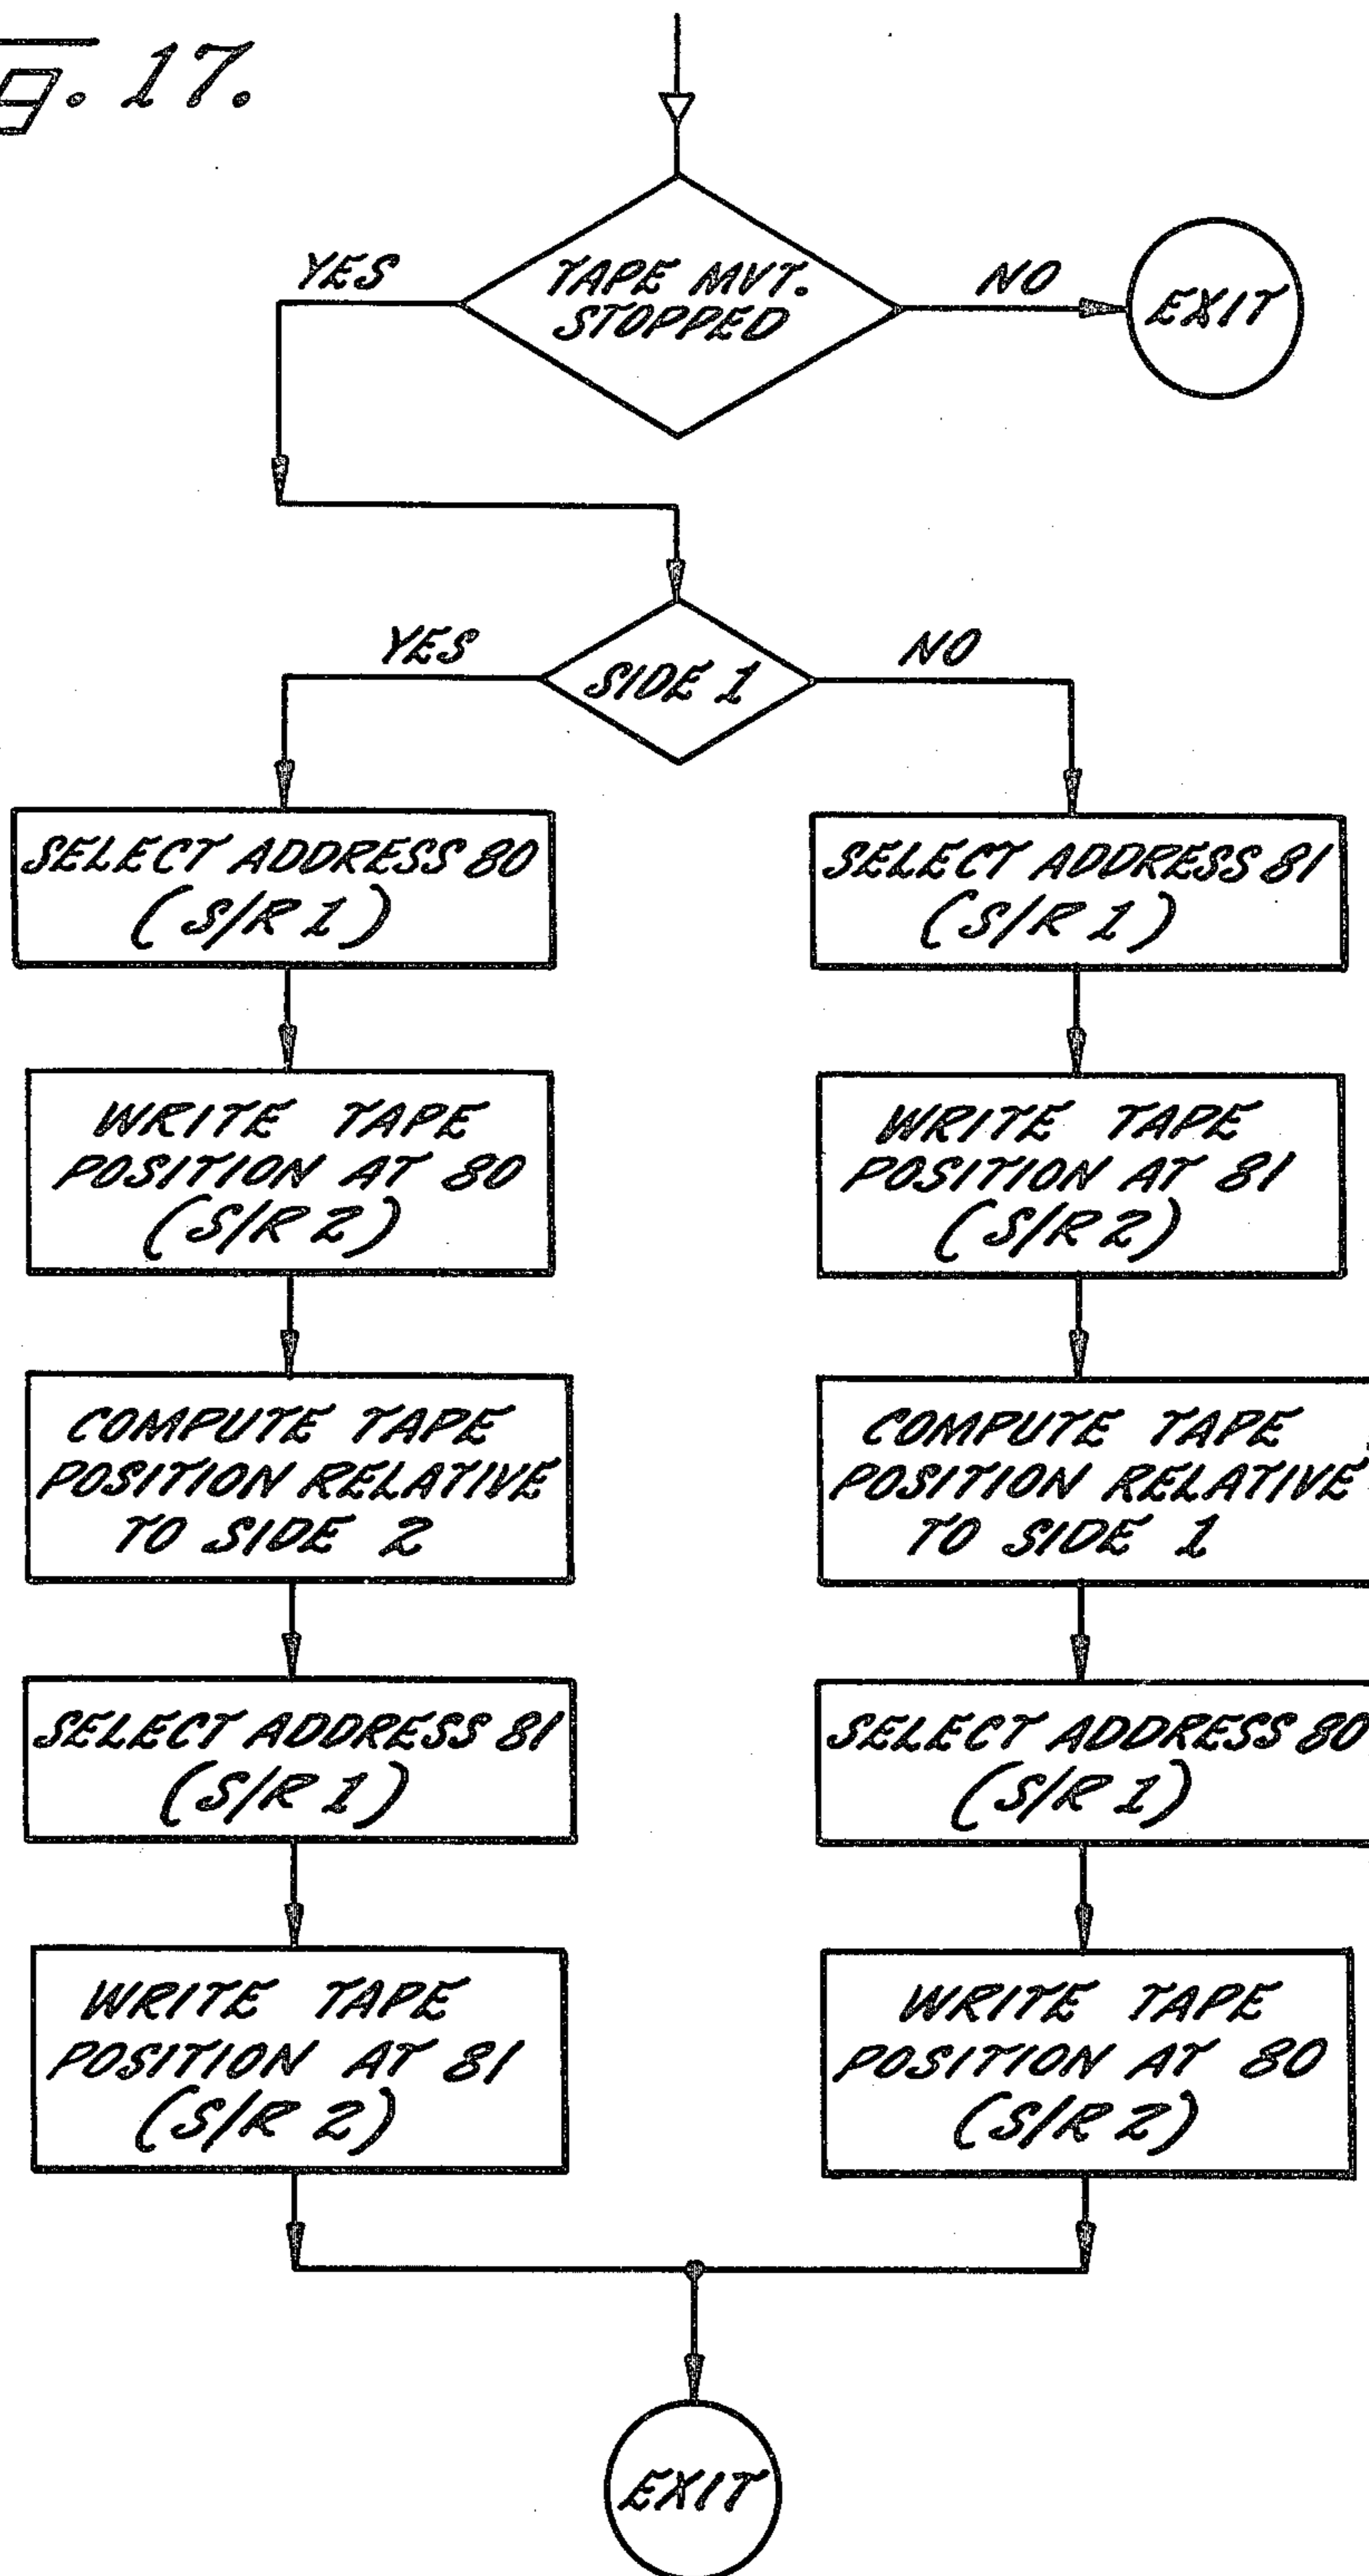 g. 17.
TAPE MVT.
STOPPED
YES
NO
EXIT
SIDE 1
YES
NO
SELECT ADDRESS 80
(S/R 1)
WRITE TAPE
POSITION AT 80
(S/R 2)
COMPUTE TAPE
POSITION RELATIVE
TO SIDE 2
SELECT ADDRESS 81
(S/R 1)
WRITE TAPE
POSITION AT 81
(S/R 2)
SELECT ADDRESS 81
(S/R 1)
WRITE TAPE
POSITION AT 81
(S/R 2)
COMPUTE TAPE
POSITION RELATIVE
TO SIDE 1
SELECT ADDRESS 80
(S/R 1)
WRITE TAPE
POSITION AT 80
(S/R 2)
EXIT